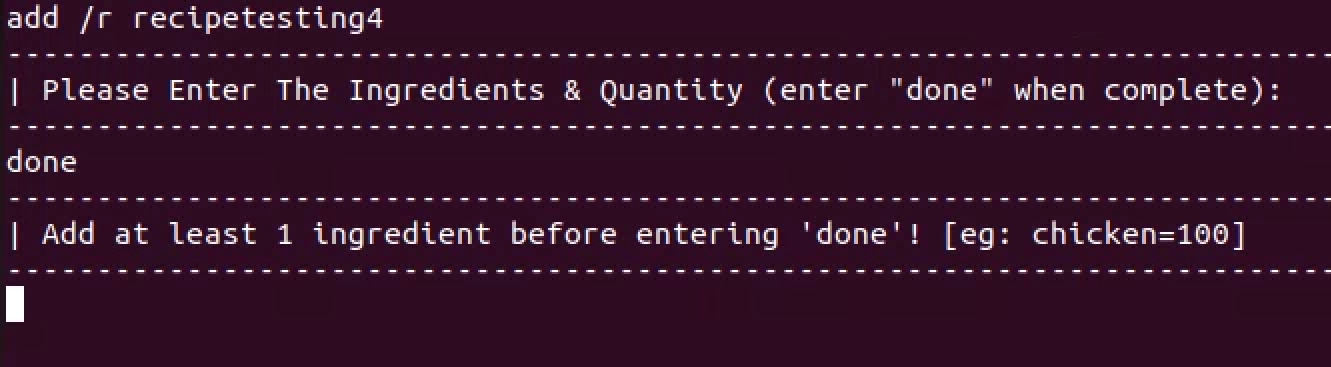 add /r recipetesting4
--------------------------------------------------------------------------
| Please Enter The Ingredients & Quantity (enter "done" when complete):
--------------------------------------------------------------------------
done
--------------------------------------------------------------------------
| Add at least 1 ingredient before entering 'done'! [eg: chicken=100]
--------------------------------------------------------------------------